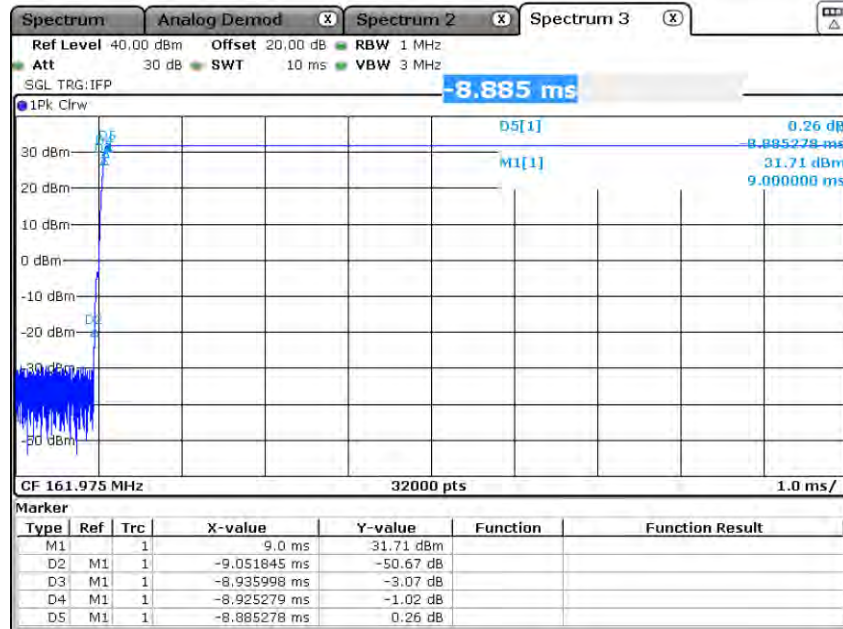 Spectrum Analog Demod X Spectrum 2 X Spectrum 3 X
Ref Level 40.00 dBm Offset 20.00 dB RBW 1 MHz
Att 30 dB SWT 10 ms VBW 3 MHz
SGL TRG:IFP
-8.885 ms
1Pk Clrw
D5[1] 0.26 dB
-8.885278 ms
M1[1] 31.71 dBm
9.000000 ms
30 dBm
20 dBm
10 dBm
0 dBm
-10 dBm
D2
-20 dBm
-30 dBm
-50 dBm
CF 161.975 MHz 32000 pts 1.0 ms/
Marker
Type Ref Trc X-value Y-value Function Function Result
M1 1 9.0 ms 31.71 dBm
D2 M1 1 -9.051845 ms -50.67 dB
D3 M1 1 -8.935998 ms -3.07 dB
D4 M1 1 -8.925279 ms -1.02 dB
D5 M1 1 -8.885278 ms 0.26 dB